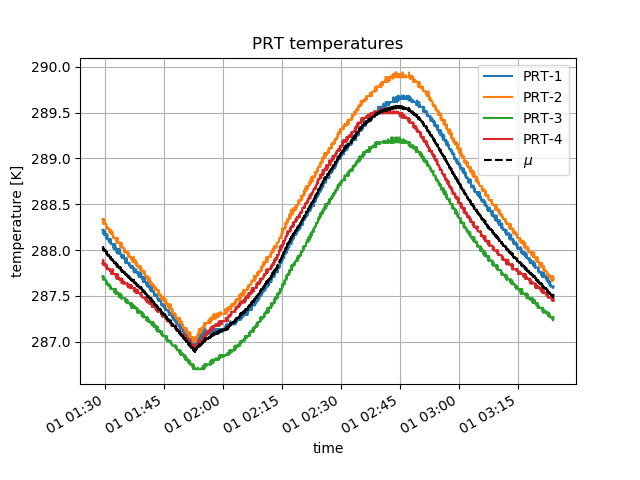 PRT temperatures
290.0
289.5
289.0
288.5
288.0
287.5
287.0
temperature [K]
PRT-1
PRT-2
PRT-3
PRT-4
μ
01 01:30
01 01:45
01 02:00
01 02:15
01 02:30
01 02:45
01 03:00
01 03:15
time